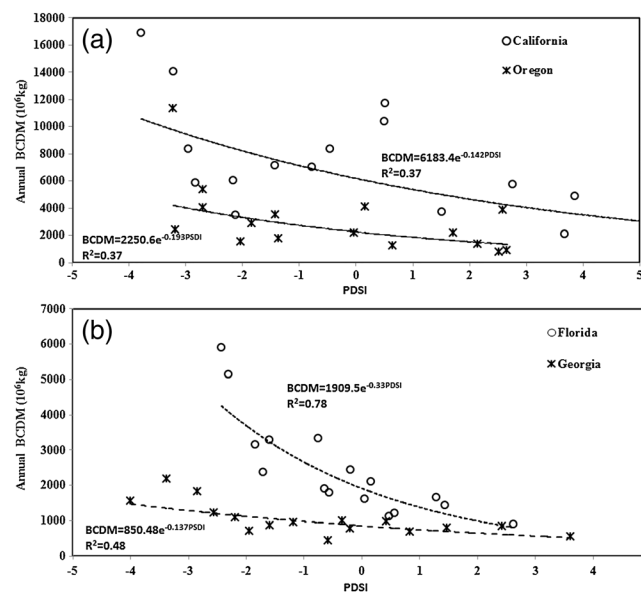 (a)
California
Oregon
18000
16000
14000
12000
10000
8000
6000
4000
2000
0
Annual BCDM (10⁶kg)
BCDM=6183.4e^-0.142PDSI
R²=0.37
BCDM=2250.6e^-0.193PSDI
R²=0.37
-5 -4 -3 -2 -1 0 1 2 3 4 5
PDSI
(b)
Florida
Georgia
7000
6000
5000
4000
3000
2000
1000
0
Annual BCDM (10⁶kg)
BCDM=1909.5e^-0.33PDSI
R²=0.78
BCDM=850.48e^-0.137PSDI
R²=0.48
-5 -4 -3 -2 -1 0 1 2 3 4 5
PDSI